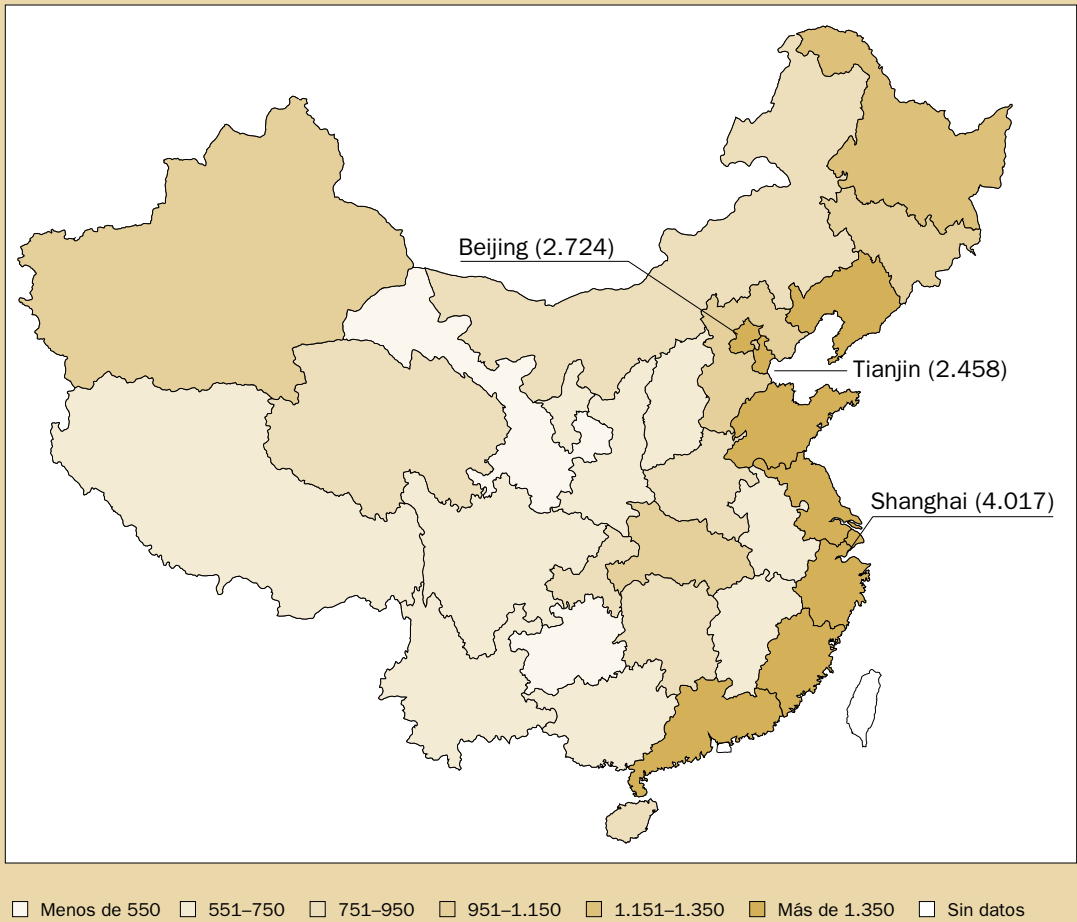 Beijing (2.724)
Tianjin (2.458)
Shanghai (4.017)
Menos de 550 551–750 751–950 951–1.150 1.151–1.350 Más de 1.350 Sin datos